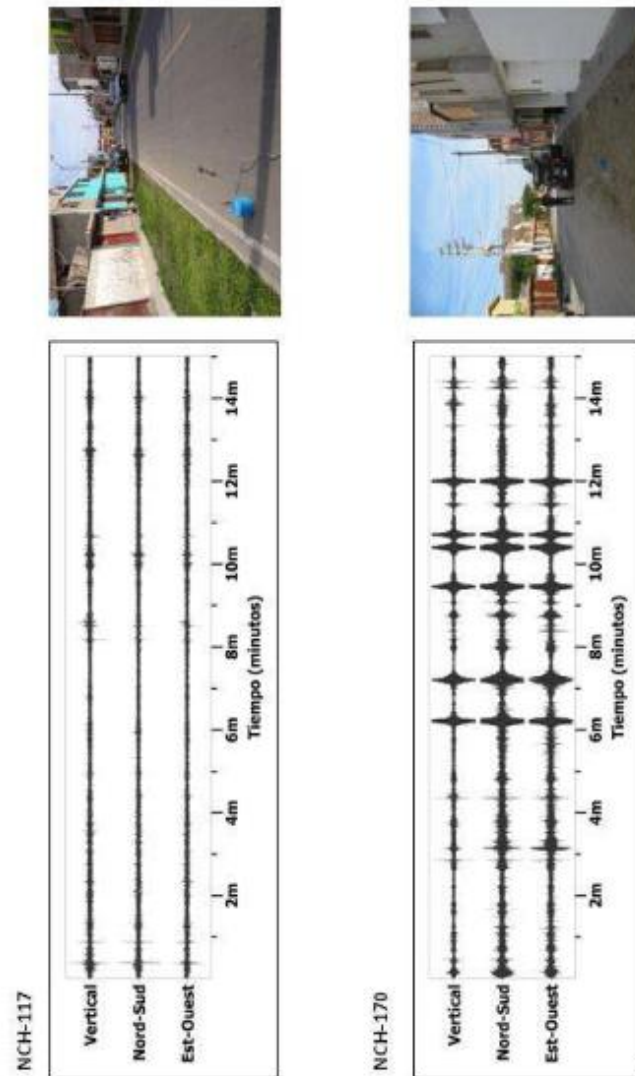 NCH-117
Vertical
Nord-Sud
Est-Ouest
2m 4m 6m 8m 10m 12m 14m
Tiempo (minutos)
NCH-170
Vertical
Nord-Sud
Est-Ouest
2m 4m 6m 8m 10m 12m 14m
Tiempo (minutos)